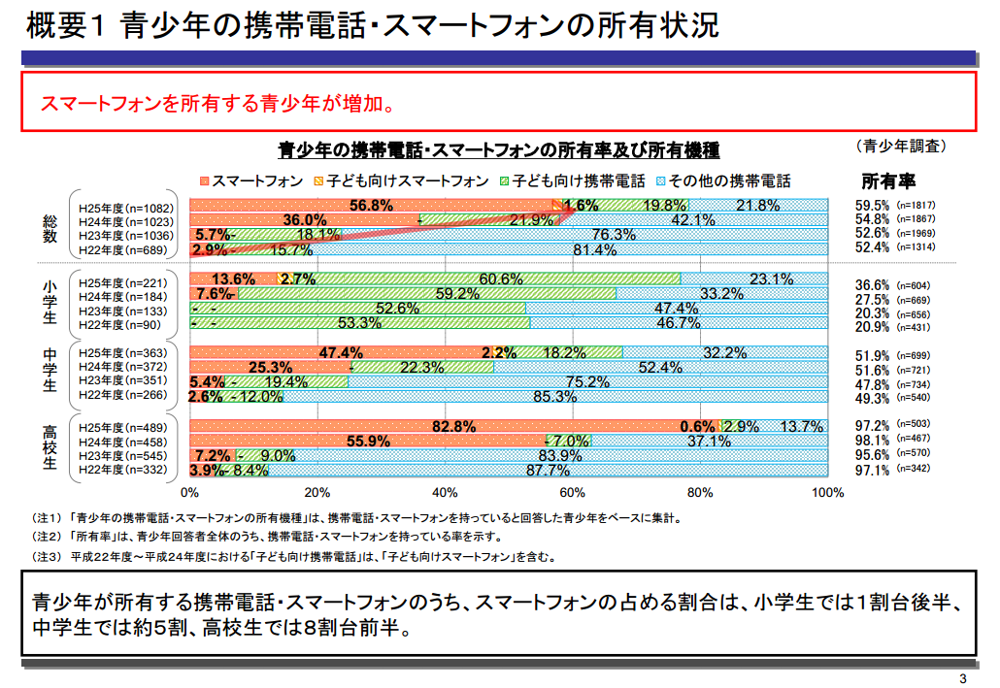 概要１ 青少年の携帯電話・スマートフォンの所有状況
スマートフォンを所有する青少年が増加。
青少年の携帯電話・スマートフォンの所有率及び所有機種
（青少年調査）
スマートフォン 子ども向けスマートフォン 子ども向け携帯電話 その他の携帯電話
所有率
総数
H25年度(n=1082) 56.8% 1.6% 19.8% 21.8% 59.5% (n=1817)
H24年度(n=1023) 36.0% - 21.9% 42.1% 54.8% (n=1867)
H23年度(n=1036) 5.7% - 18.1% 76.3% 52.6% (n=1969)
H22年度(n=689) 2.9% - 15.7% 81.4% 52.4% (n=1314)
小学生
H25年度(n=221) 13.6% 2.7% 60.6% 23.1% 36.6% (n=604)
H24年度(n=184) 7.6% - 59.2% 33.2% 27.5% (n=669)
H23年度(n=133) - - 52.6% 47.4% 20.3% (n=656)
H22年度(n=90) - - 53.3% 46.7% 20.9% (n=431)
中学生
H25年度(n=363) 47.4% 2.2% 18.2% 32.2% 51.9% (n=699)
H24年度(n=372) 25.3% - 22.3% 52.4% 51.6% (n=721)
H23年度(n=351) 5.4% - 19.4% 75.2% 47.8% (n=734)
H22年度(n=266) 2.6% - 12.0% 85.3% 49.3% (n=540)
高校生
H25年度(n=489) 82.8% 0.6% 2.9% 13.7% 97.2% (n=503)
H24年度(n=458) 55.9% - 7.0% 37.1% 98.1% (n=467)
H23年度(n=545) 7.2% - 9.0% 83.9% 95.6% (n=570)
H22年度(n=332) 3.9% - 8.4% 87.7% 97.1% (n=342)
0% 20% 40% 60% 80% 100%
（注１）「青少年の携帯電話・スマートフォンの所有機種」は、携帯電話・スマートフォンを持っていると回答した青少年をベースに集計。
（注２）「所有率」は、青少年回答者全体のうち、携帯電話・スマートフォンを持っている率を示す。
（注３） 平成２２年度～平成２４年度における「子ども向け携帯電話」は、「子ども向けスマートフォン」を含む。
青少年が所有する携帯電話・スマートフォンのうち、スマートフォンの占める割合は、小学生では１割台後半、
中学生では約５割、高校生では８割台前半。
3